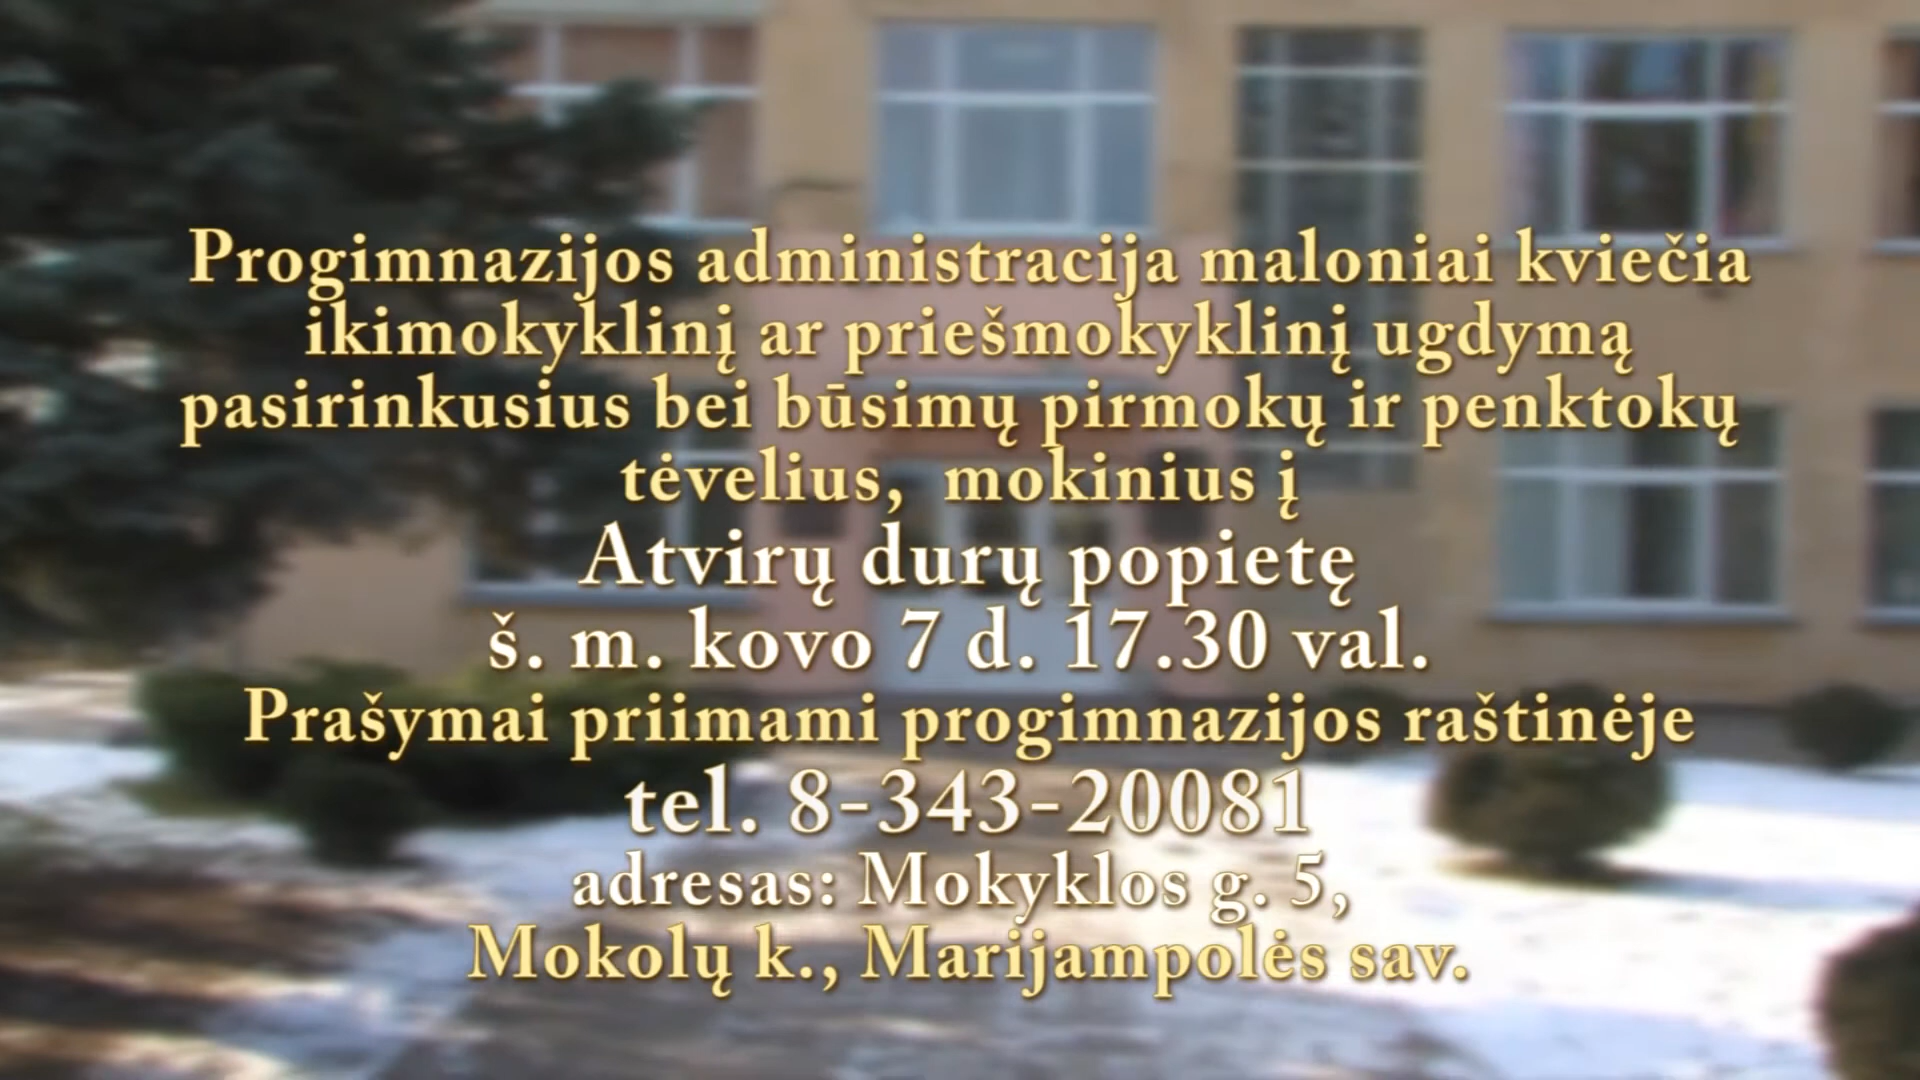 Progimnazijos administracija maloniai kviečia
ikimokyklinį ar priešmokyklinį ugdymą
pasirinkusius bei būsimų pirmokų ir penktokų
tėvelius, mokinius į
Atvirų durų popietę
š. m. kovo 7 d. 17.30 val.
Prašymai priimami progimnazijos raštinėje
tel. 8-343-20081
adresas: Mokyklos g. 5,
Mokolų k., Marijampolės sav.